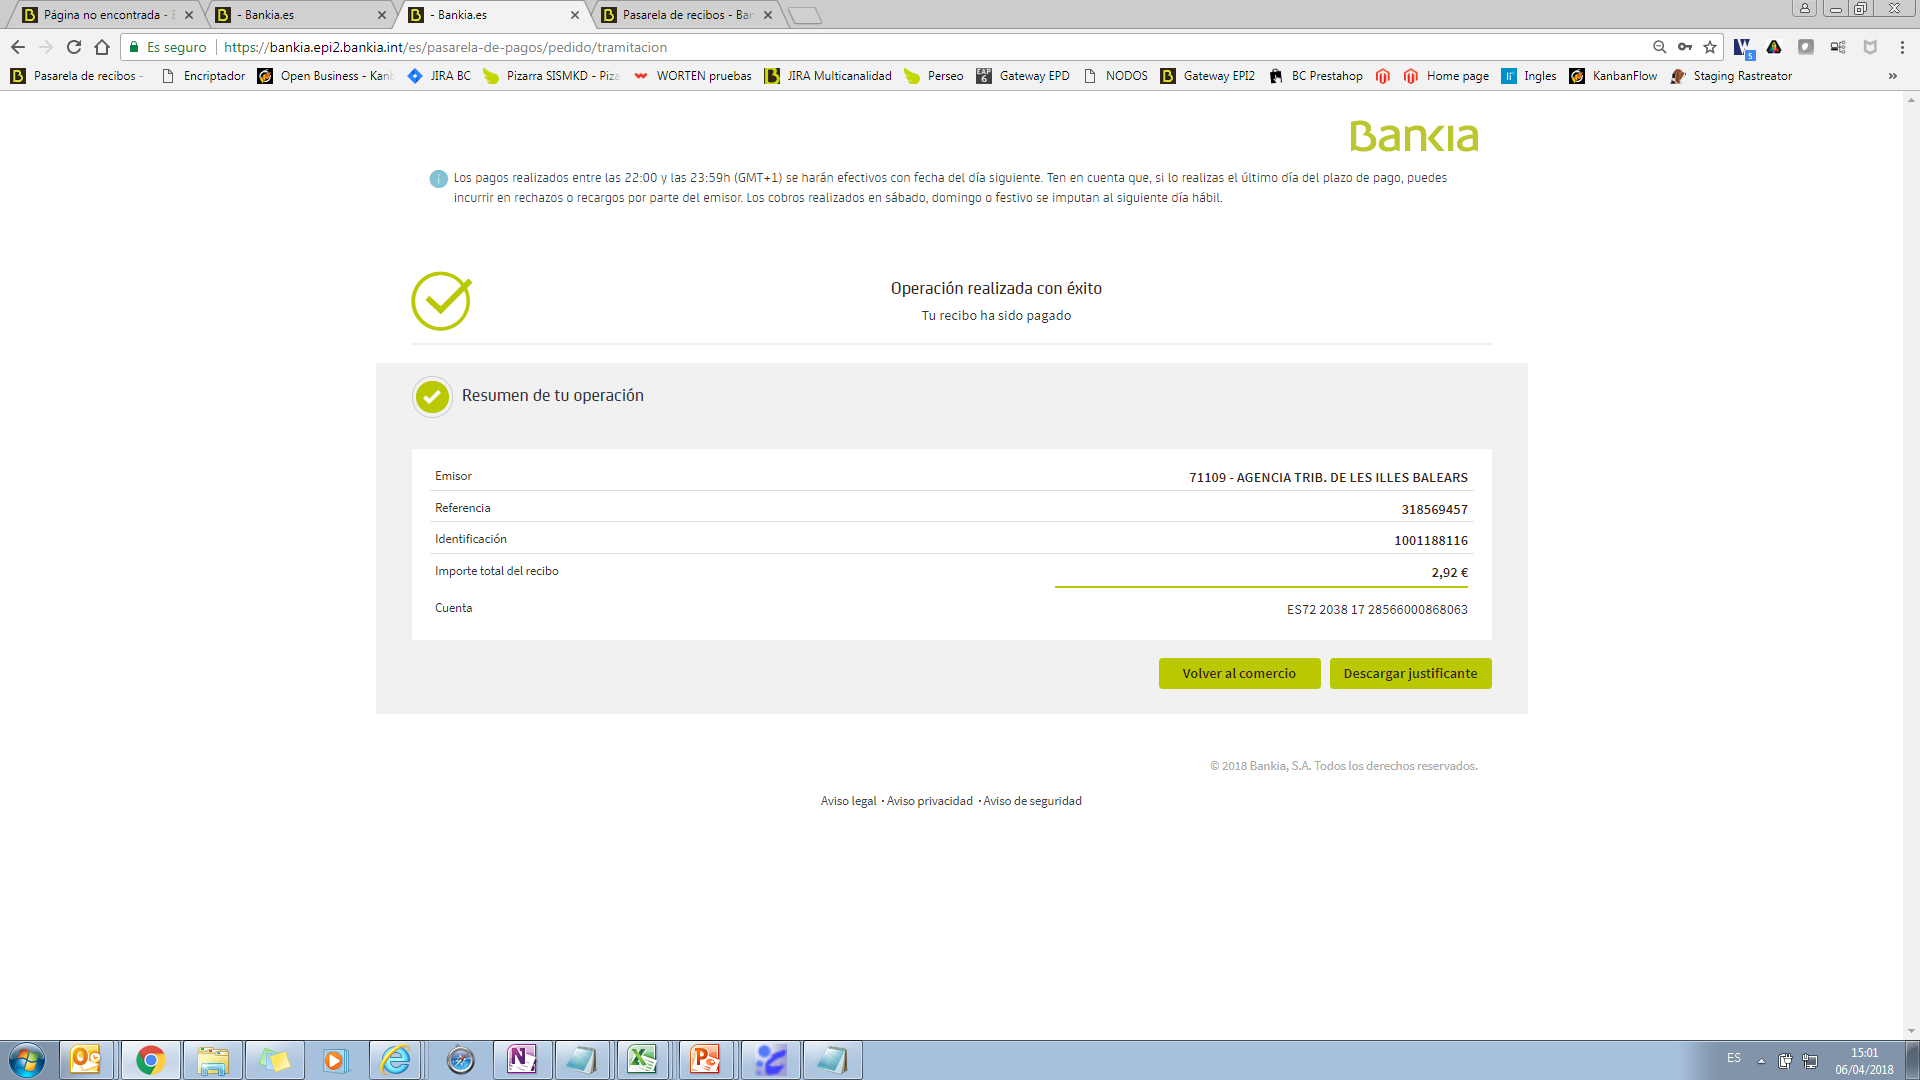 Página no encontrada - B
- Bankia.es
- Bankia.es
Pasarela de recibos - Ban
Es seguro
https://bankia.epi2.bankia.int/es/pasarela-de-pagos/pedido/tramitacion
Pasarela de recibos -
Encriptador
Open Business - Kanb
JIRA BC
Pizarra SISMKD - Piza
WORTEN pruebas
JIRA Multicanalidad
Perseo
Gateway EPD
NODOS
Gateway EPI2
BC Prestahop
Home page
Ingles
KanbanFlow
Staging Rastreator
Bankia
Los pagos realizados entre las 22:00 y las 23:59h (GMT+1) se harán efectivos con fecha del día siguiente. Ten en cuenta que, si lo realizas el último día del plazo de pago, puedes
incurrir en rechazos o recargos por parte del emisor. Los cobros realizados en sábado, domingo o festivo se imputan al siguiente día hábil.
Operación realizada con éxito
Tu recibo ha sido pagado
Resumen de tu operación
Emisor 71109 - AGENCIA TRIB. DE LES ILLES BALEARS
Referencia 318569457
Identificación 1001188116
Importe total del recibo 2,92 €
Cuenta ES72 2038 17 28566000868063
Volver al comercio
Descargar justificante
© 2018 Bankia, S.A. Todos los derechos reservados.
Aviso legal · Aviso privacidad · Aviso de seguridad
ES
15:01
06/04/2018